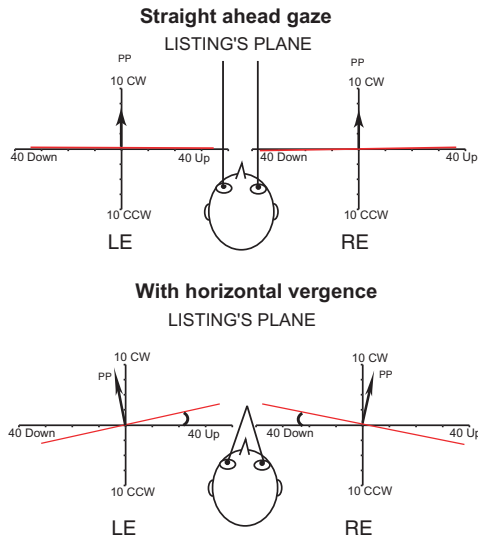 Straight ahead gaze
LISTING'S PLANE
PP
PP
10 CW
10 CW
40 Down
40 Up
40 Down
40 Up
10 CCW
10 CCW
LE
RE
With horizontal vergence
LISTING'S PLANE
10 CW
10 CW
PP
PP
40 Down
40 Up
40 Down
40 Up
10 CCW
10 CCW
LE
RE